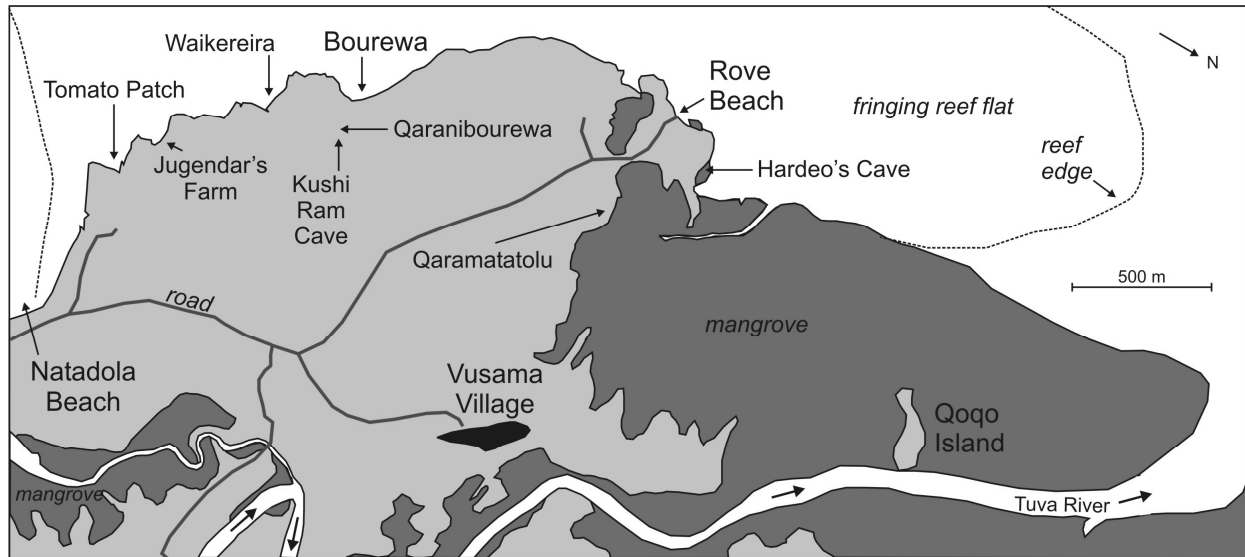 Waikereira
Bourewa
Tomato Patch
N
Rove
Beach
fringing reef flat
Qaranibourewa
reef
edge
Jugendar's
Farm
Kushi
Ram
Cave
Hardeo's Cave
Qaramatatolu
500 m
road
mangrove
Natadola
Beach
Vusama
Village
Qoqo
Island
mangrove
Tuva River